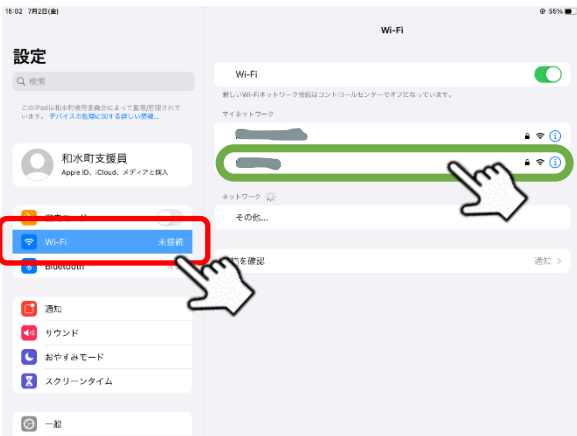 15:02 7月2日(金)
56%
Wi-Fi
設定
検索
このiPadは和水町教育委員会によって監理/管理されて
います。デバイスの監理に関する詳しい情報...
和水町支援員
Apple ID、iCloud、メディアと購入
Wi-Fi 未接続
Bluetooth
通知
サウンド
おやすみモード
スクリーンタイム
一般
Wi-Fi
新しいWi-Fiネットワーク接続はコントロールセンターでオフになっています。
マイネットワーク
ネットワーク
その他...
を確認 通知